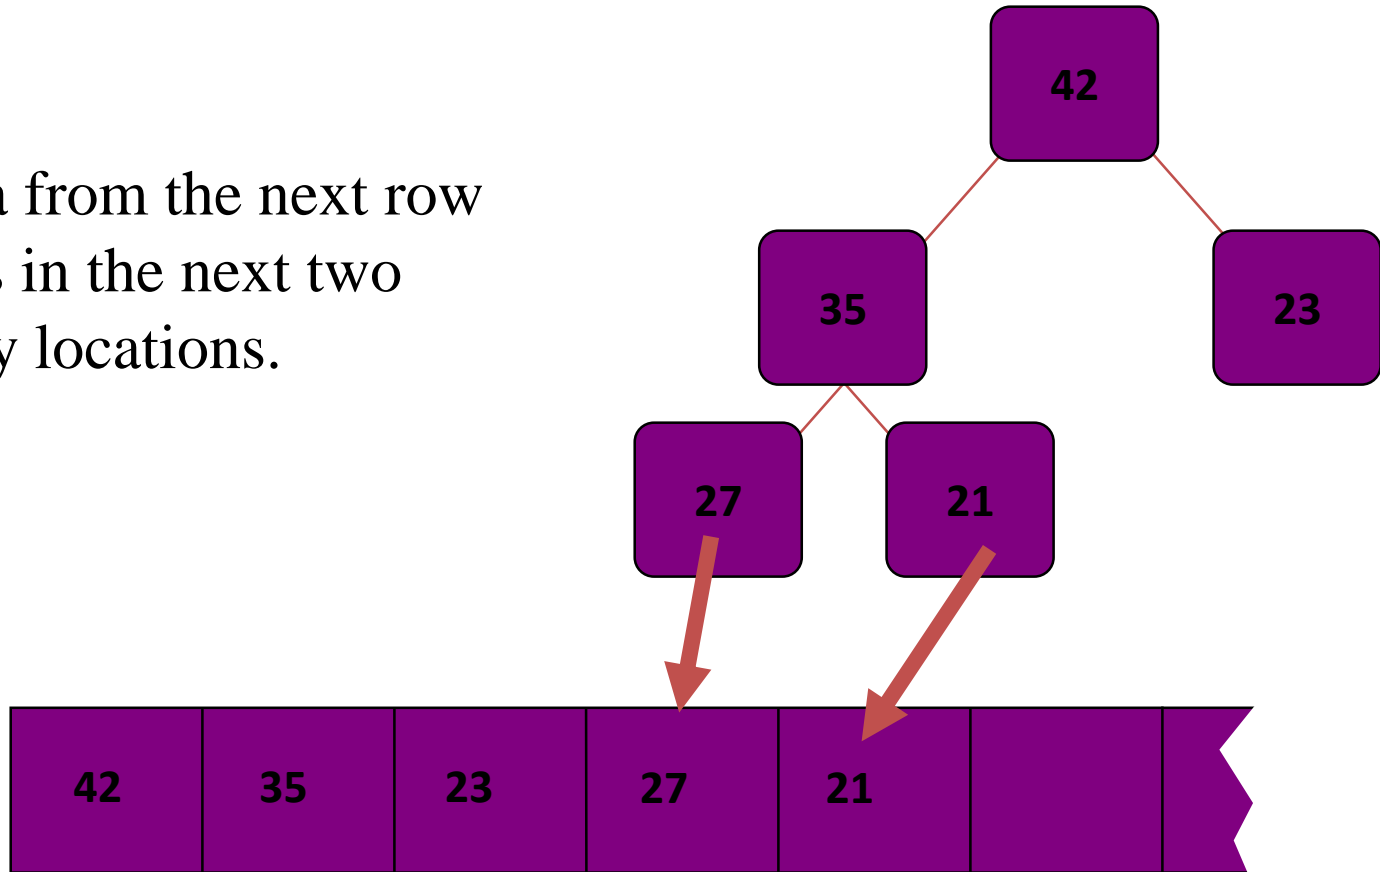 42
from the next row
35
23
in the next two
locations.
27
21
42 35 23 27 21